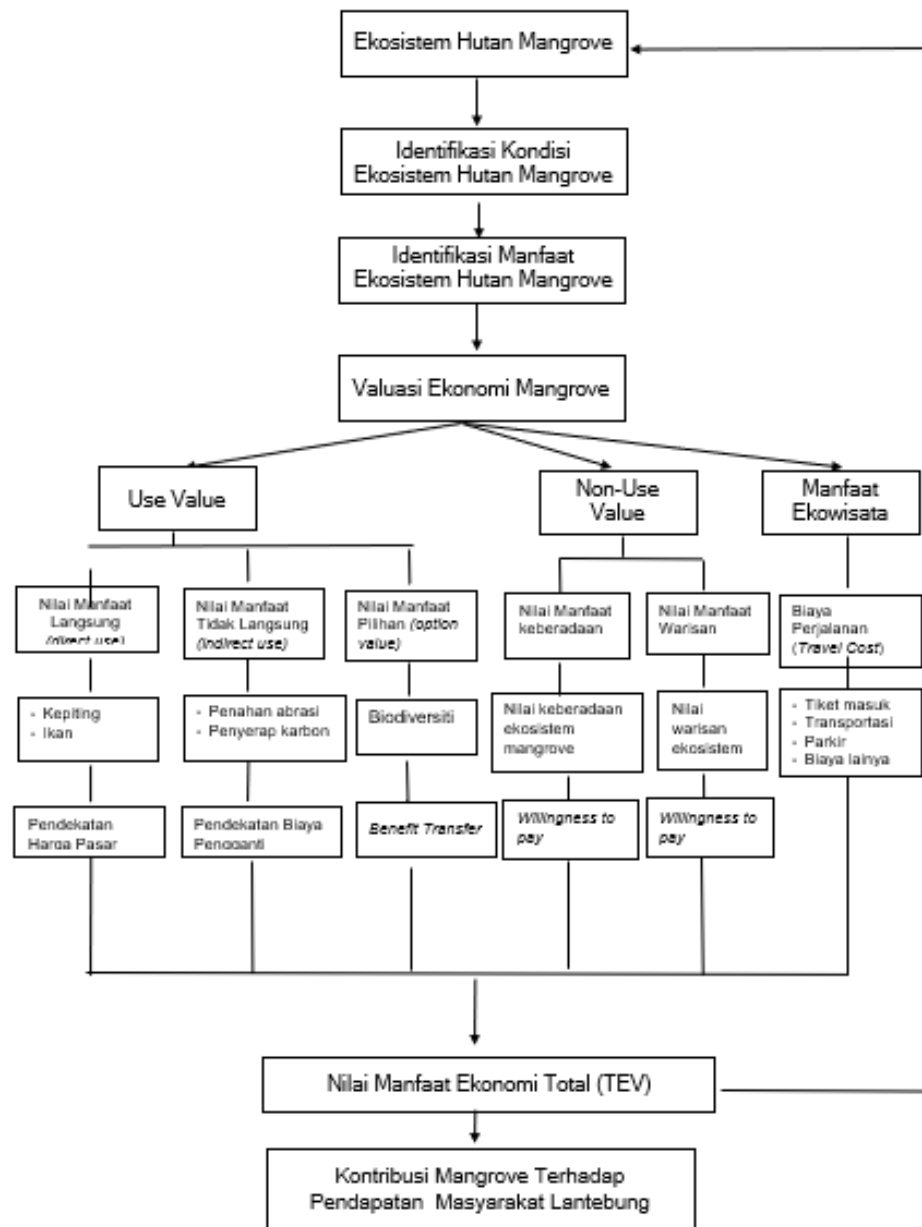 Ekosistem Hutan Mangrove
Identifikasi Kondisi
Ekosistem Hutan Mangrove
Identifikasi Manfaat
Ekosistem Hutan Mangrove
Valuasi Ekonomi Mangrove
Use Value
Non-Use
Value
Manfaat
Ekowisata
Nilai Manfaat
Langsung
(direct use)
Nilai Manfaat
Tidak Langsung
(indirect use)
Nilai Manfaat
Pilihan (option
value)
Nilai Manfaat
keberadaan
Nilai Manfaat
Warisan
Biaya
Perjalanan
(Travel Cost)
- Kepiting
- Ikan
- Penahan abrasi
- Penyerap karbon
Biodiversiti
Nilai keberadaan
ekosistem
mangrove
Nilai
warisan
ekosistem
- Tiket masuk
- Transportasi
- Parkir
- Biaya lainya
Pendekatan
Harga Pasar
Pendekatan Biaya
Pengganti
Benefit Transfer
Willingness to
pay
Willingness to
pay
Nilai Manfaat Ekonomi Total (TEV)
Kontribusi Mangrove Terhadap
Pendapatan Masyarakat Lantebung